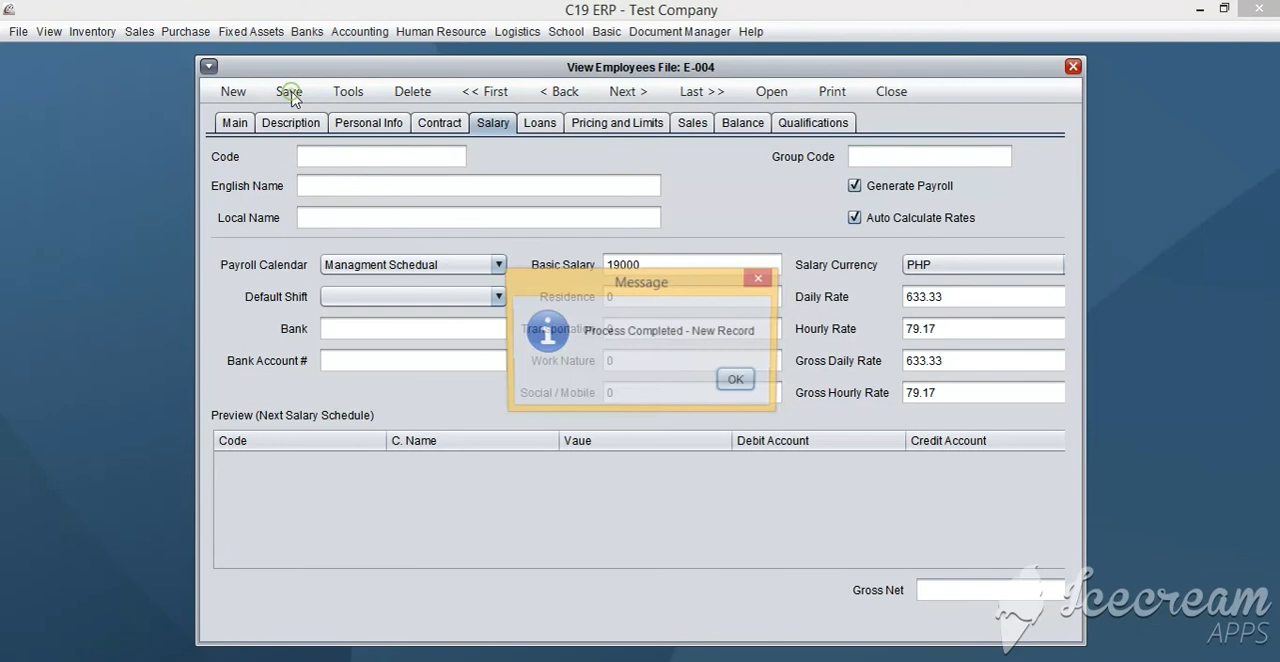 C19 ERP - Test Company
File View Inventory Sales Purchase Fixed Assets Banks Accounting Human Resource Logistics School Basic Document Manager Help
View Employees File: E-004
New Save Tools Delete << First < Back Next > Last >> Open Print Close
Main Description Personal Info Contract Salary Loans Pricing and Limits Sales Balance Qualifications
Code Group Code
English Name Generate Payroll
Local Name Auto Calculate Rates
Payroll Calendar Managment Schedual Basic Salary 19000 Salary Currency PHP
Message
Default Shift Residence 0 Daily Rate 633.33
Bank Transportation Process Completed - New Record Hourly Rate 79.17
Bank Account # Work Nature 0 Gross Daily Rate 633.33
OK
Social / Mobile 0 Gross Hourly Rate 79.17
Preview (Next Salary Schedule)
Code C. Name Vaue Debit Account Credit Account
Gross Net
Icecream
APPS